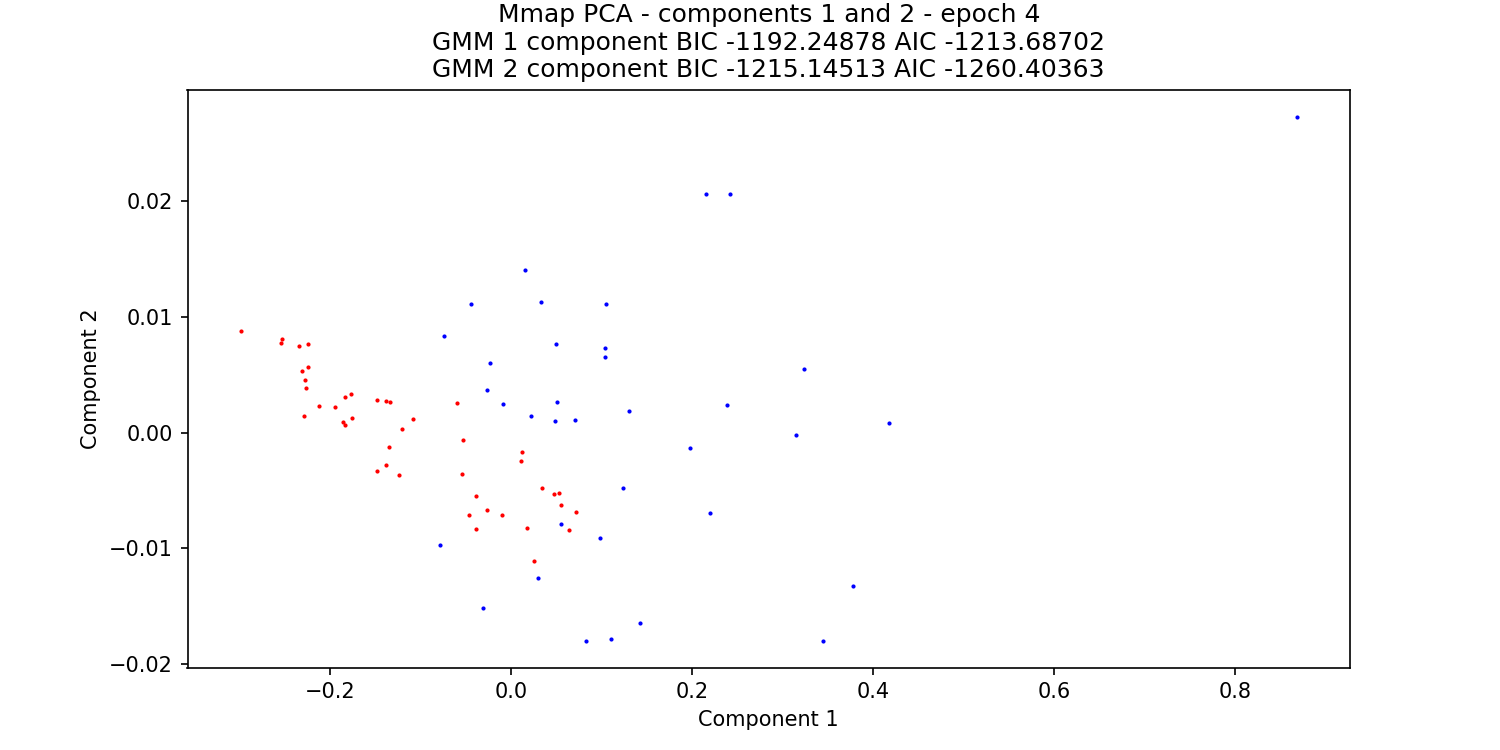 Mmap PCA - components 1 and 2 - epoch 4
GMM 1 component BIC -1192.24878 AIC -1213.68702
GMM 2 component BIC -1215.14513 AIC -1260.40363
Component 2
0.02
0.01
0.00
−0.01
−0.02
−0.2
0.0
0.2
0.4
0.6
0.8
Component 1